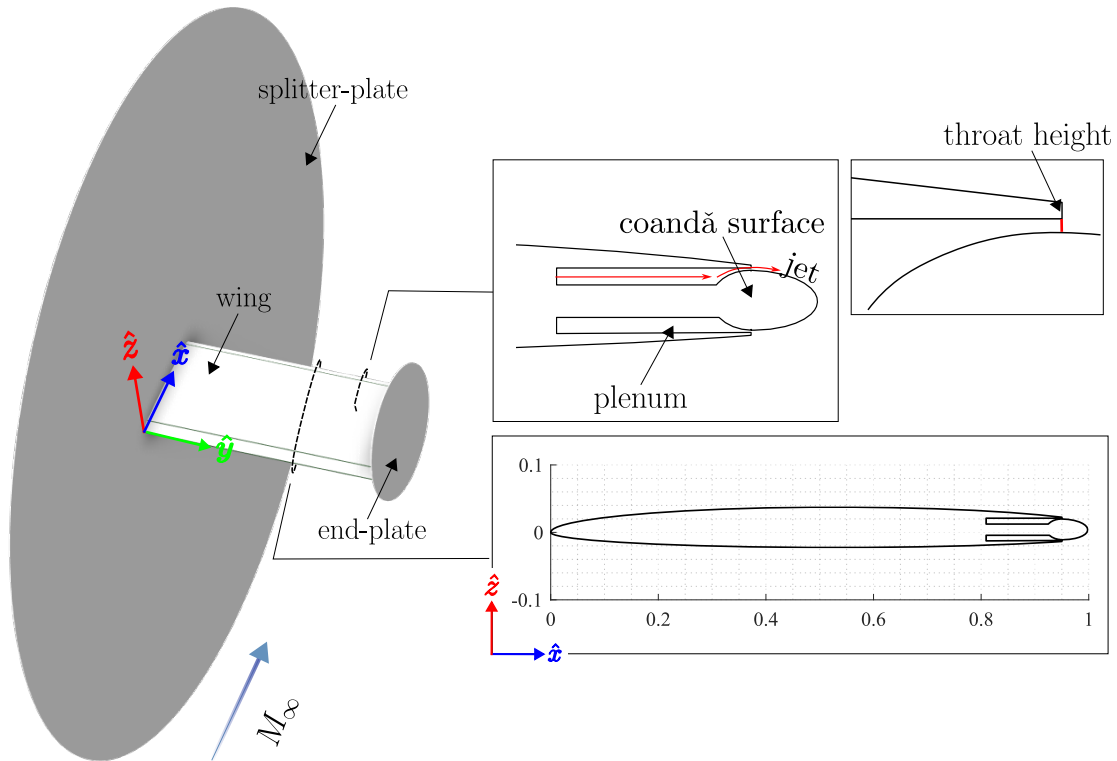 splitter-plate
throat height
coandǎ surface
jet
wing
ẑ
x̂
plenum
ŷ
end-plate
0.1
0
-0.1
ẑ
0
0.2
0.4
0.6
0.8
1
x̂
M∞